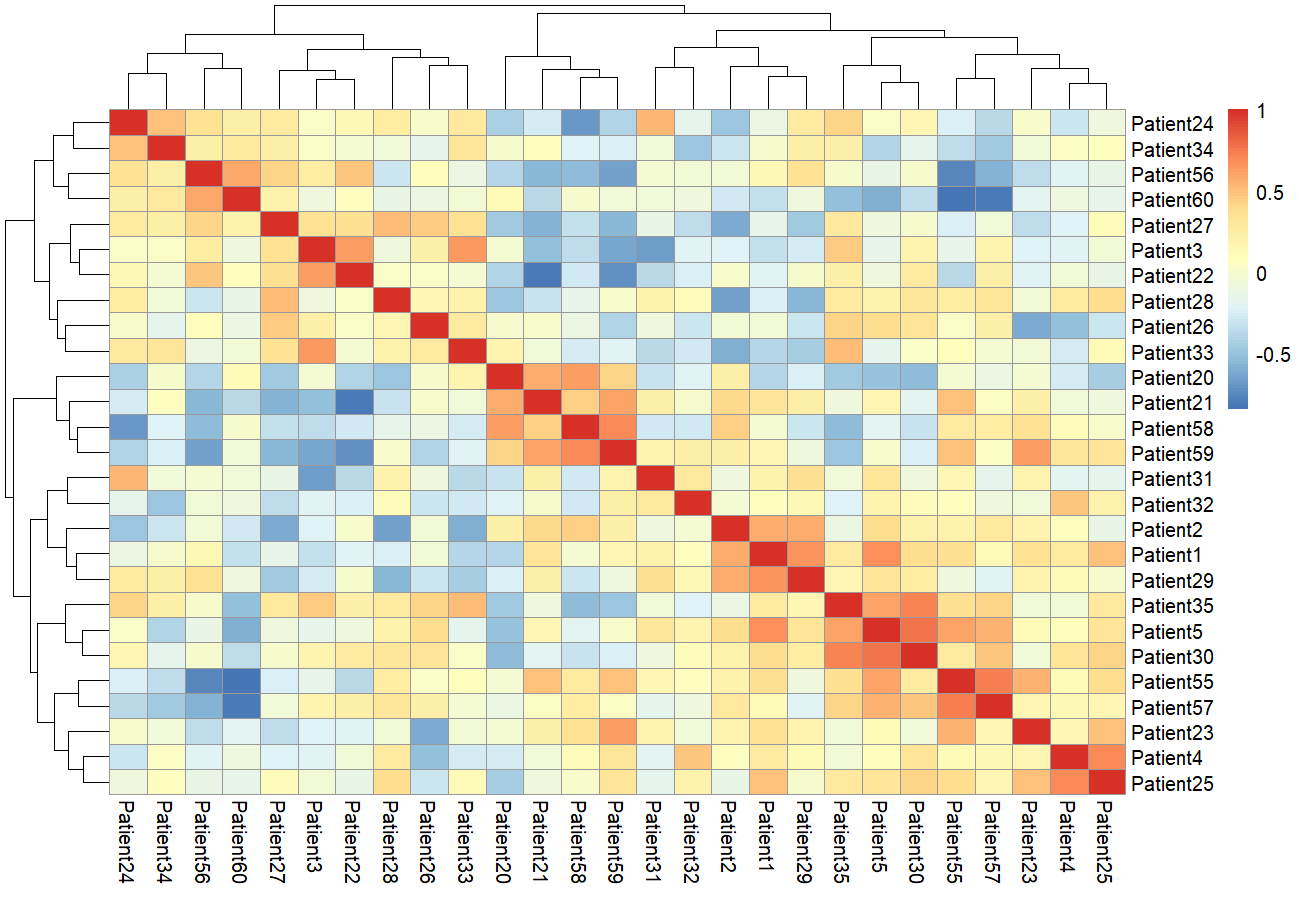 1
0.5
0
-0.5
Patient24
Patient34
Patient56
Patient60
Patient27
Patient3
Patient22
Patient28
Patient26
Patient33
Patient20
Patient21
Patient58
Patient59
Patient31
Patient32
Patient2
Patient1
Patient29
Patient35
Patient5
Patient30
Patient55
Patient57
Patient23
Patient4
Patient25
Patient24
Patient34
Patient56
Patient60
Patient27
Patient3
Patient22
Patient28
Patient26
Patient33
Patient20
Patient21
Patient58
Patient59
Patient31
Patient32
Patient2
Patient1
Patient29
Patient35
Patient5
Patient30
Patient55
Patient57
Patient23
Patient4
Patient25